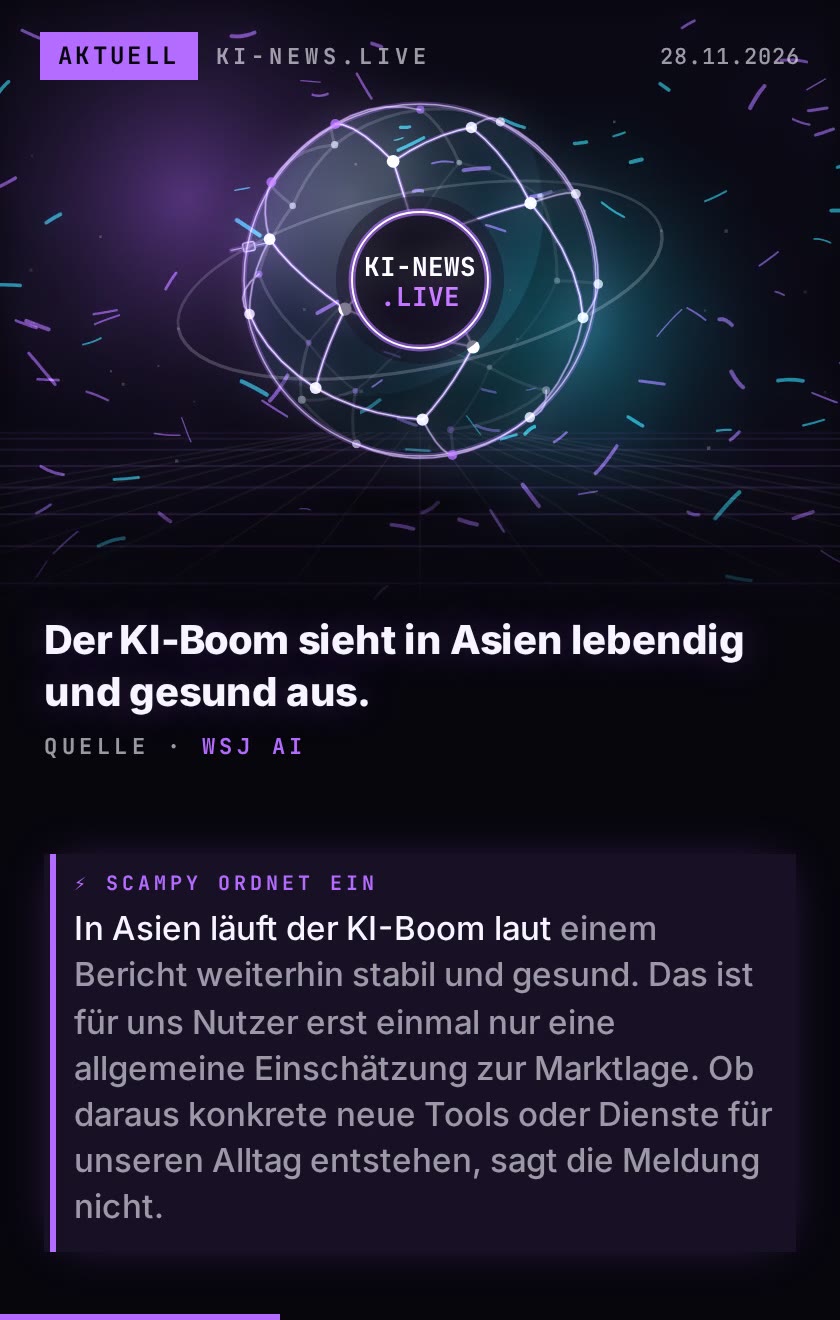 AKTUELL KI-NEWS.LIVE 28.11.2026
KI-NEWS
.LIVE
Der KI-Boom sieht in Asien lebendig
und gesund aus.
QUELLE · WSJ AI
⚡ SCAMPY ORDNET EIN
In Asien läuft der KI-Boom laut einem
Bericht weiterhin stabil und gesund. Das ist
für uns Nutzer erst einmal nur eine
allgemeine Einschätzung zur Marktlage. Ob
daraus konkrete neue Tools oder Dienste für
unseren Alltag entstehen, sagt die Meldung
nicht.